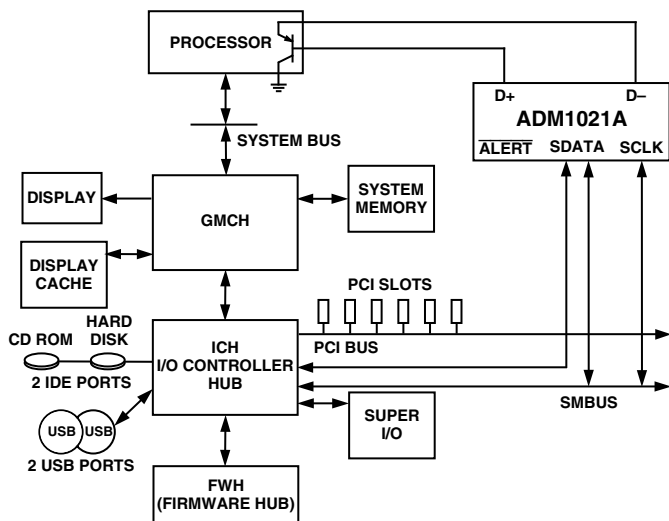 PROCESSOR
D+
D–
ADM1021A
ALERT
SDATA
SCLK
SYSTEM BUS
DISPLAY
GMCH
SYSTEM
MEMORY
DISPLAY
CACHE
PCI SLOTS
CD ROM
HARD
DISK
ICH
I/O CONTROLLER
HUB
PCI BUS
2 IDE PORTS
SMBUS
USB
USB
SUPER
I/O
2 USB PORTS
FWH
(FIRMWARE HUB)